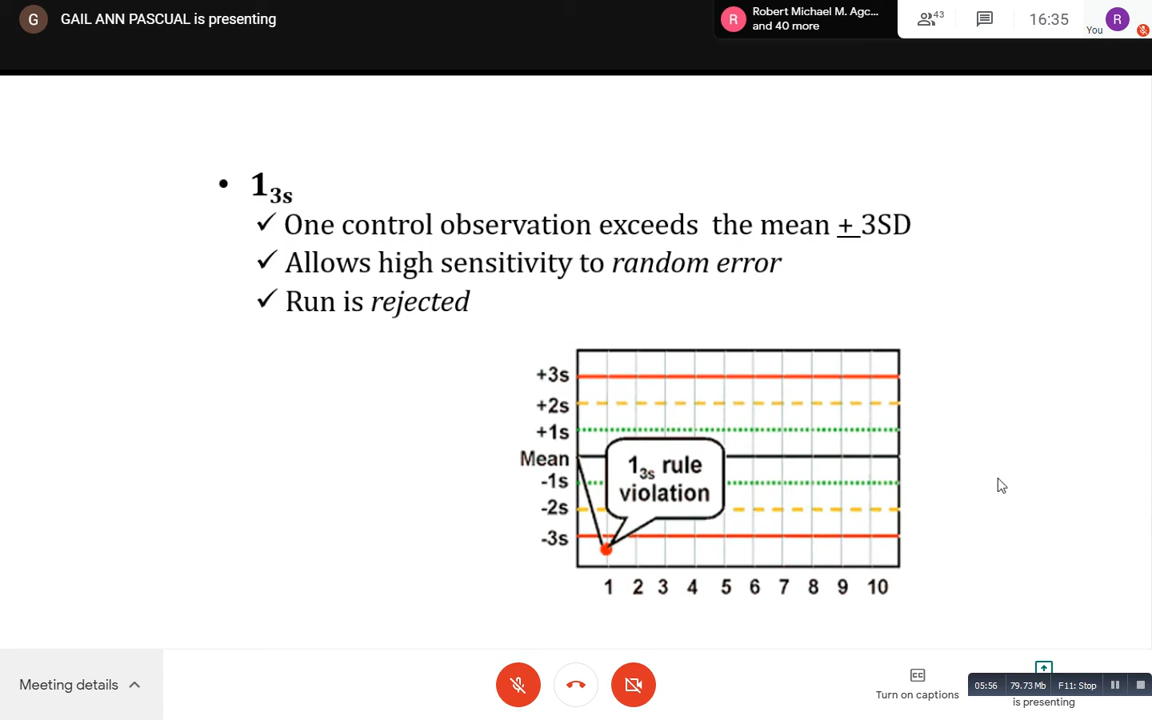 G GAIL ANN PASCUAL is presenting
R Robert Michael M. Agc...
and 40 more
43
16:35
You R
• 1₃ₛ
✓ One control observation exceeds the mean + 3SD
✓ Allows high sensitivity to random error
✓ Run is rejected
+3s
+2s
+1s
Mean
-1s
-2s
-3s
1₃ₛ rule
violation
1 2 3 4 5 6 7 8 9 10
Meeting details
CC
Turn on captions
05:56 79.73 Mb F11: Stop
is presenting